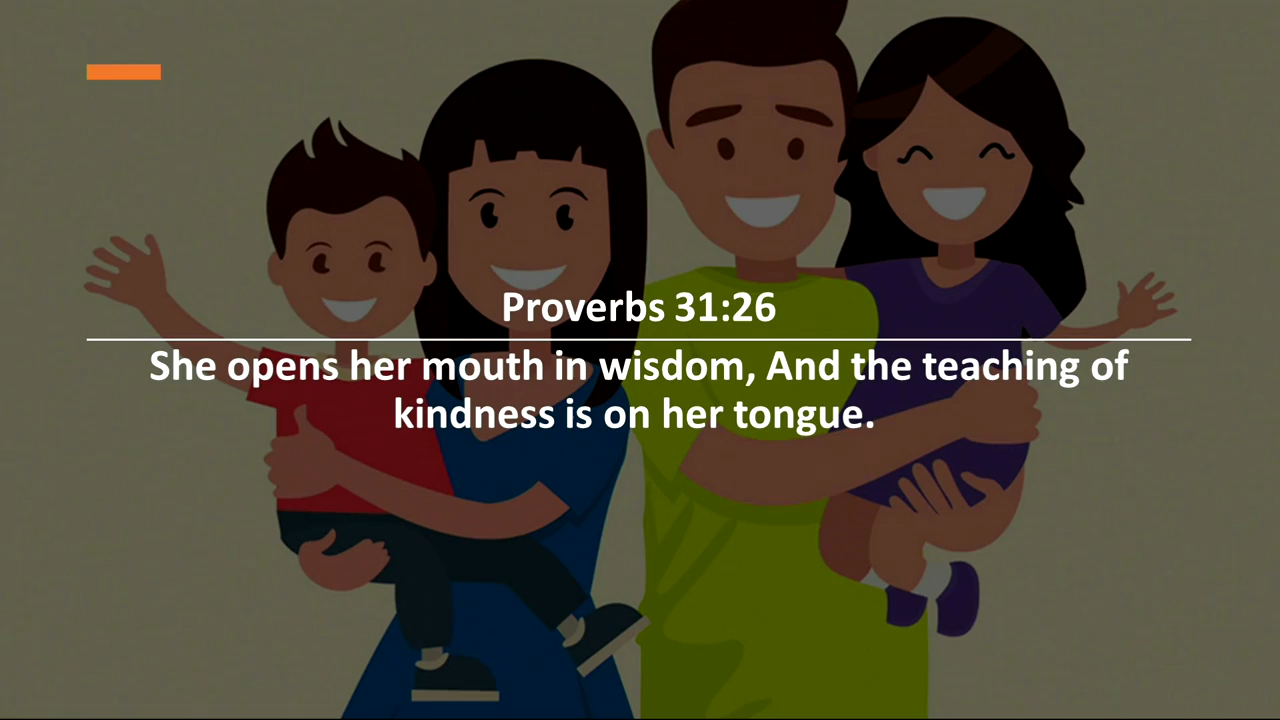 Proverbs 31:26
She opens her mouth in wisdom, And the teaching of
kindness is on her tongue.